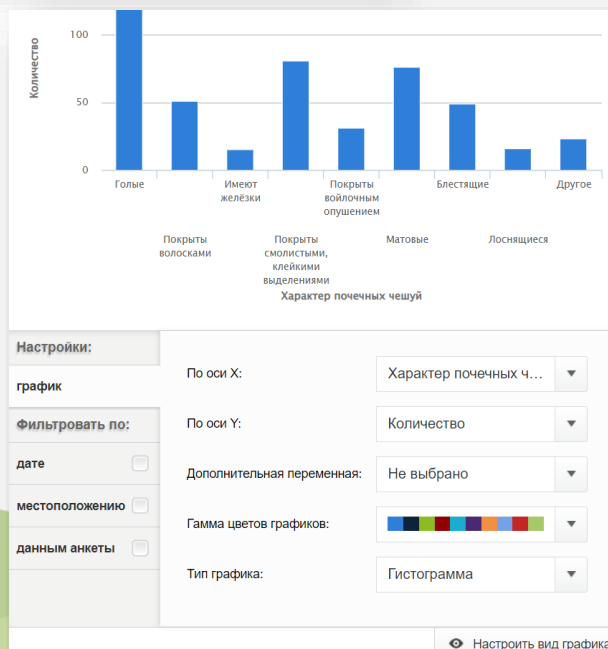 100
Количество
50
0
Голые
Имеют
желёзки
Покрыты
войлочным
опушением
Блестящие
Другое
Покрыты
волосками
Покрыты
смолистыми,
клейкими
выделениями
Матовые
Лоснящиеся
Характер почечных чешуй
Настройки:
график
Фильтровать по:
дате
местоположению
данным анкеты
По оси X:
Характер почечных ч...
По оси Y:
Количество
Дополнительная переменная:
Не выбрано
Гамма цветов графиков:
Тип графика:
Гистограмма
Настроить вид графика